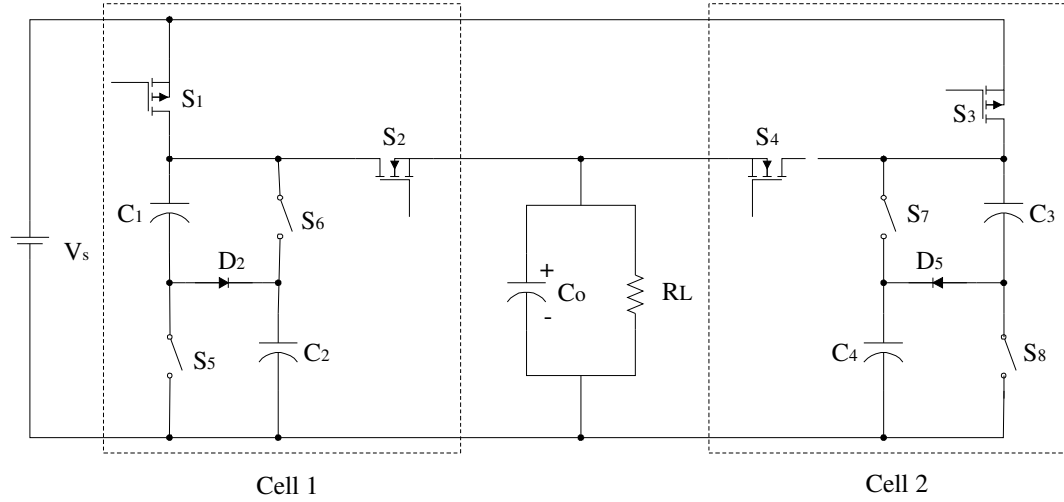 S1
S3
S2
S4
C1
S6
S7
C3
Vs
D2
D5
+
Co
-
RL
S5
C2
C4
S8
Cell 1
Cell 2